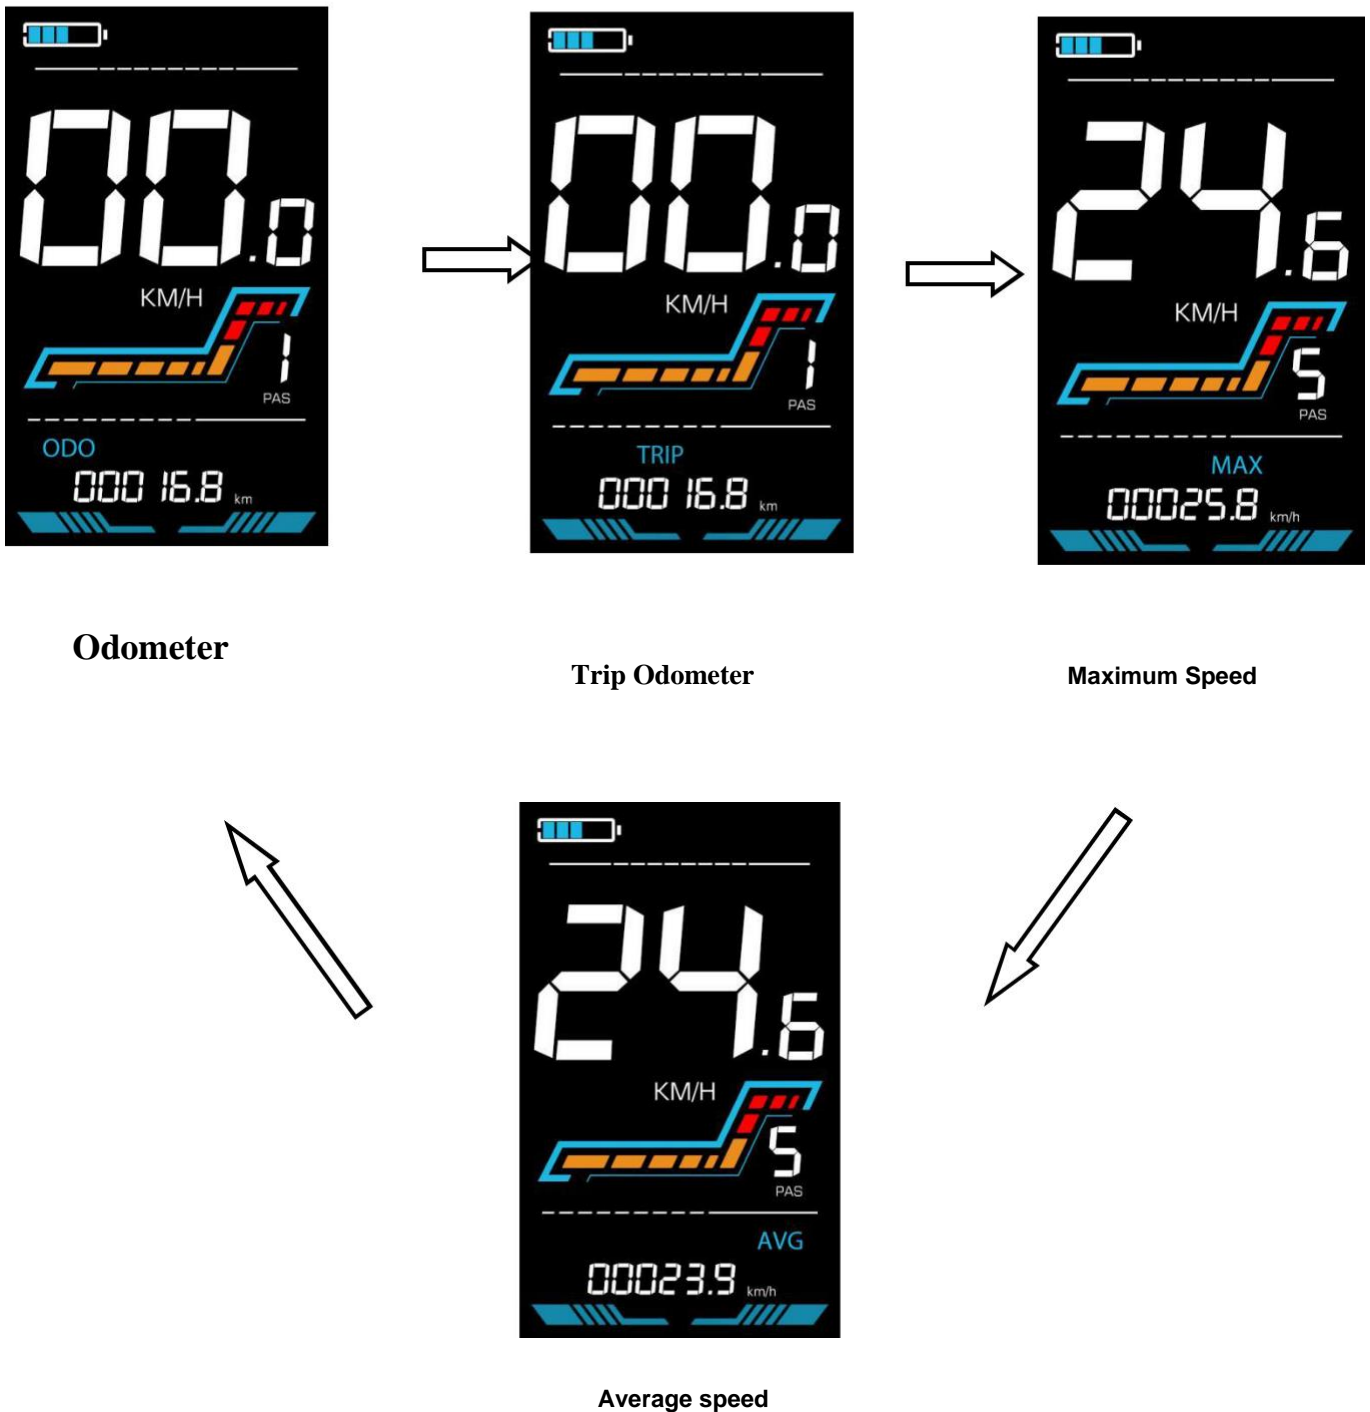 00.0
KM/H
1
PAS
ODO
00016.8 km
Odometer
00.0
KM/H
1
PAS
TRIP
00016.8 km
Trip Odometer
24.6
KM/H
5
PAS
MAX
00025.8 km/h
Maximum Speed
24.6
KM/H
5
PAS
AVG
00023.9 km/h
Average speed